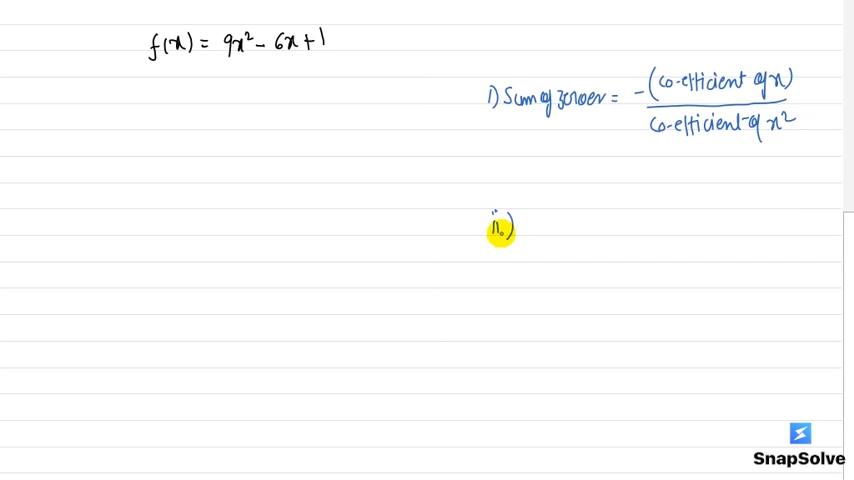 f(x) = 9x² - 6x + 1
1) Sum of zeroes = -(co-efficient of x) / co-efficient of x²
ii)
SnapSolve